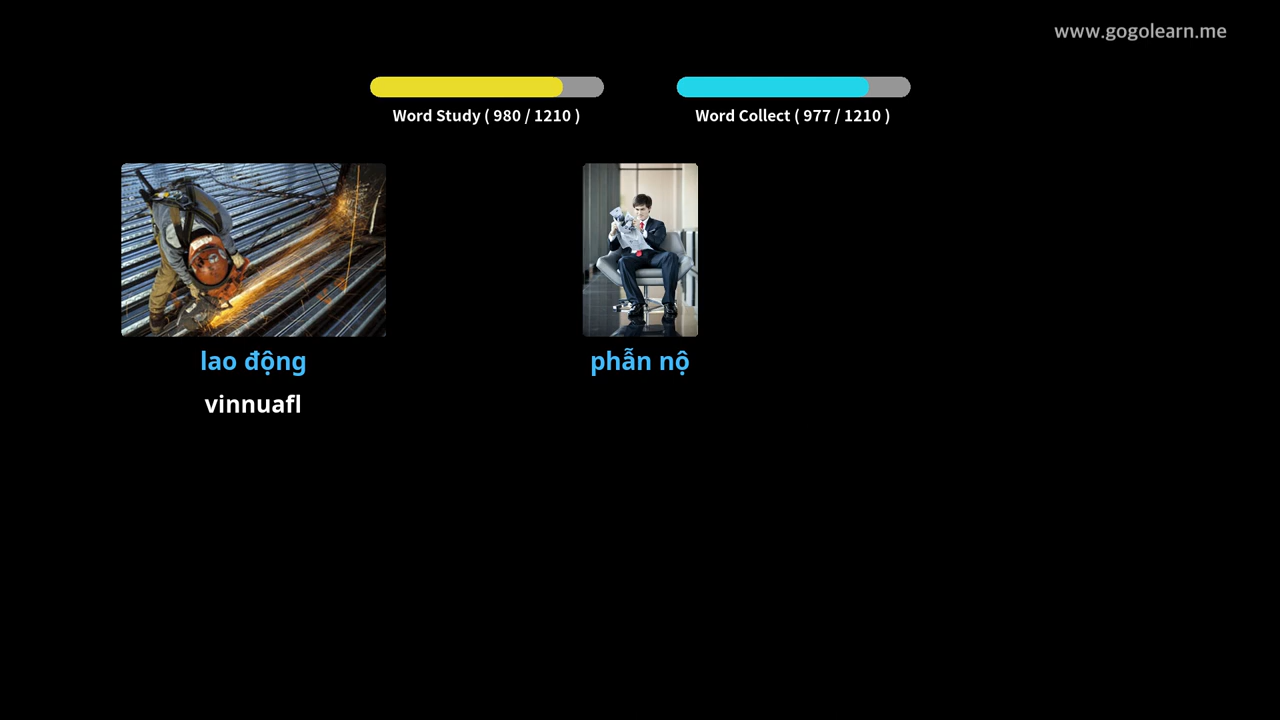 www.gogolearn.me
Word Study ( 980 / 1210 )
Word Collect ( 977 / 1210 )
lao động
phẫn nộ
vinnuafl